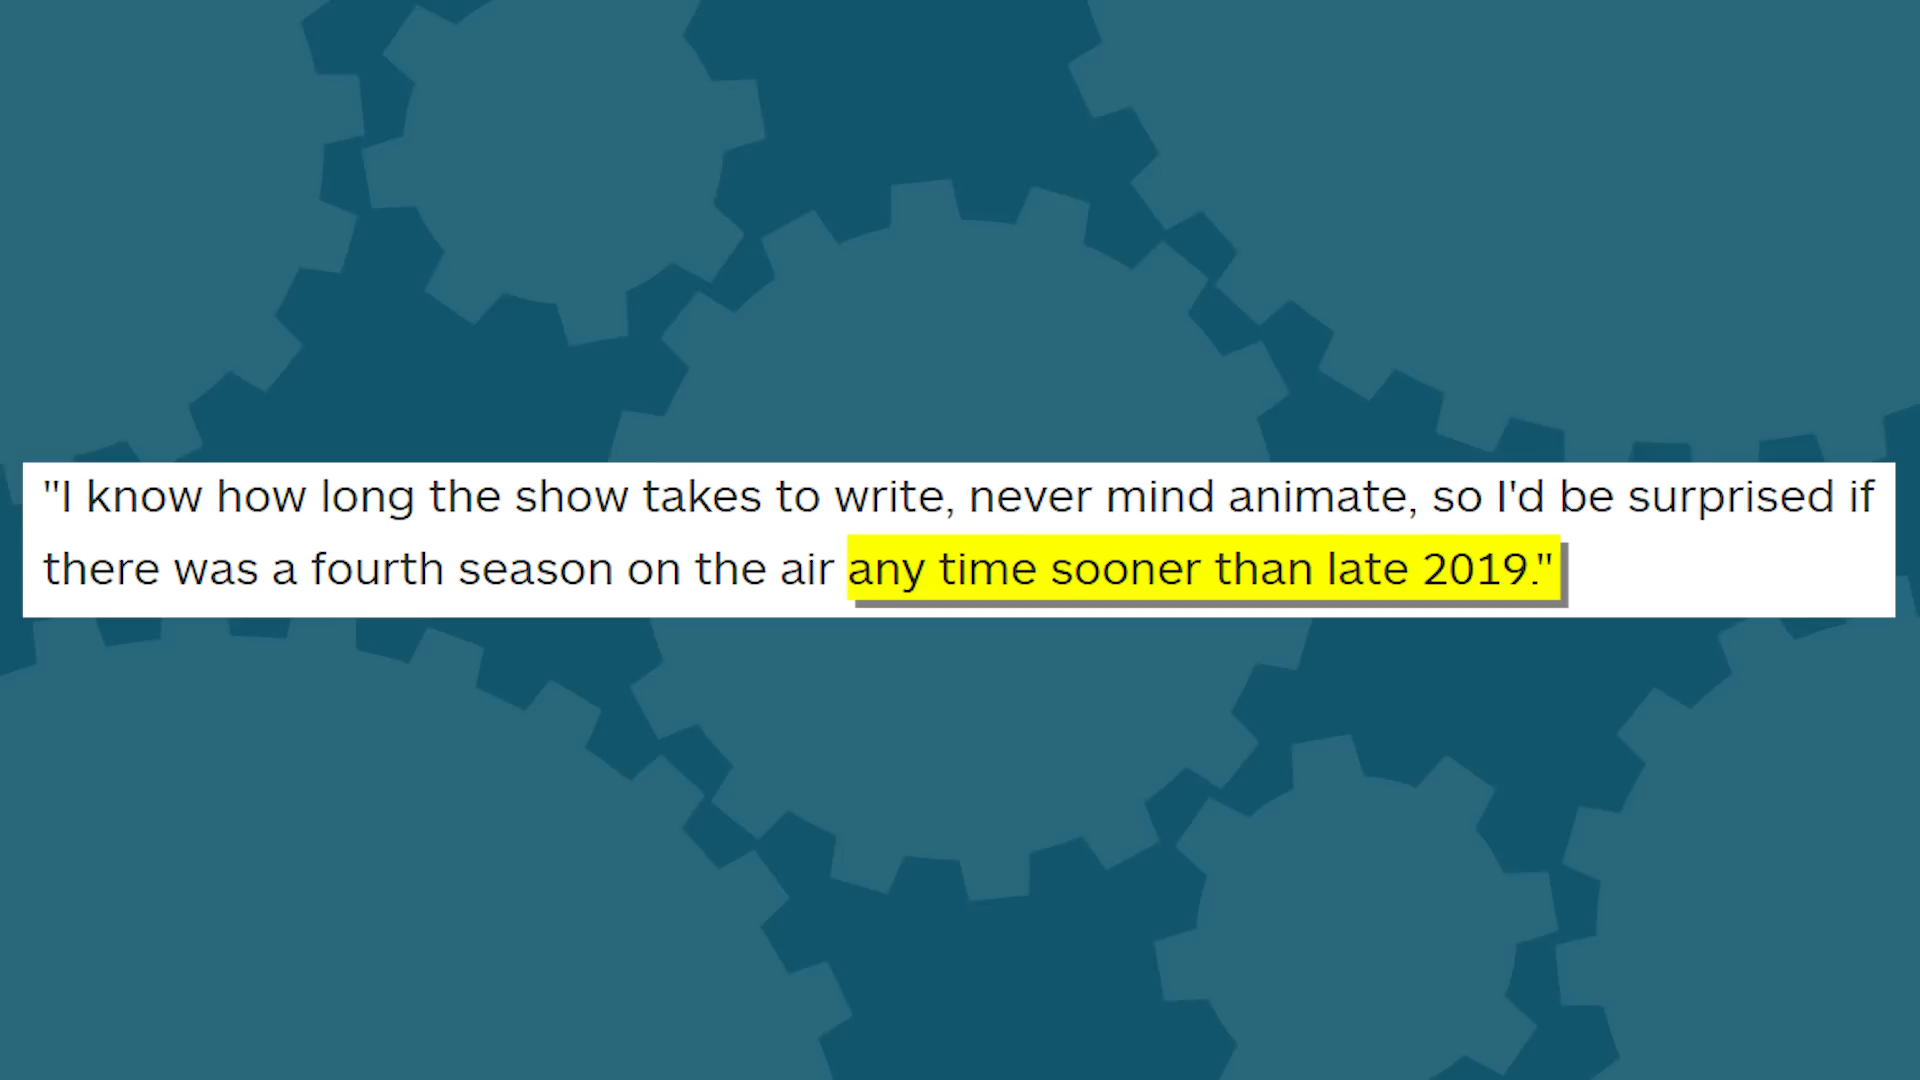 "I know how long the show takes to write, never mind animate, so I'd be surprised if
there was a fourth season on the air any time sooner than late 2019."